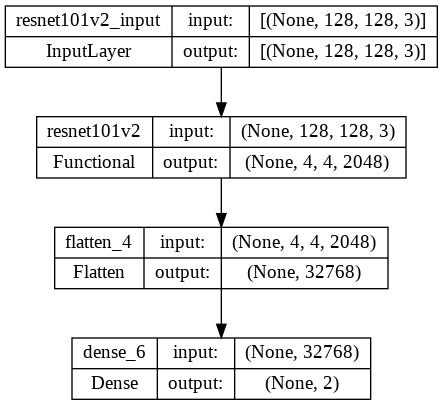 resnet101v2_input input: [(None, 128, 128, 3)]
InputLayer output: [(None, 128, 128, 3)]
resnet101v2 input: (None, 128, 128, 3)
Functional output: (None, 4, 4, 2048)
flatten_4 input: (None, 4, 4, 2048)
Flatten output: (None, 32768)
dense_6 input: (None, 32768)
Dense output: (None, 2)